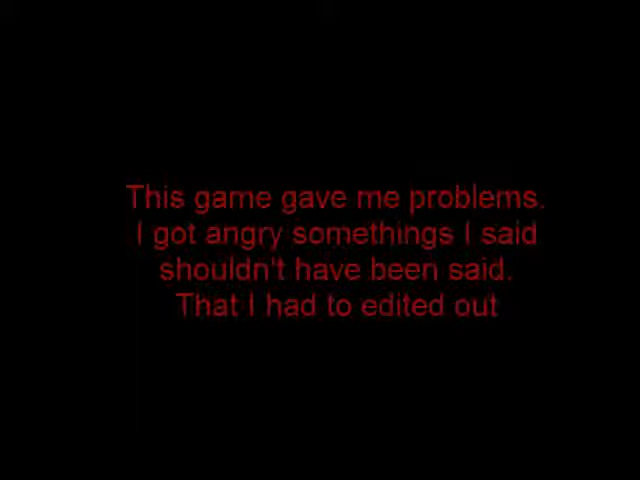 This game gave me problems.
I got angry somethings I said
shouldn't have been said.
That I had to edited out